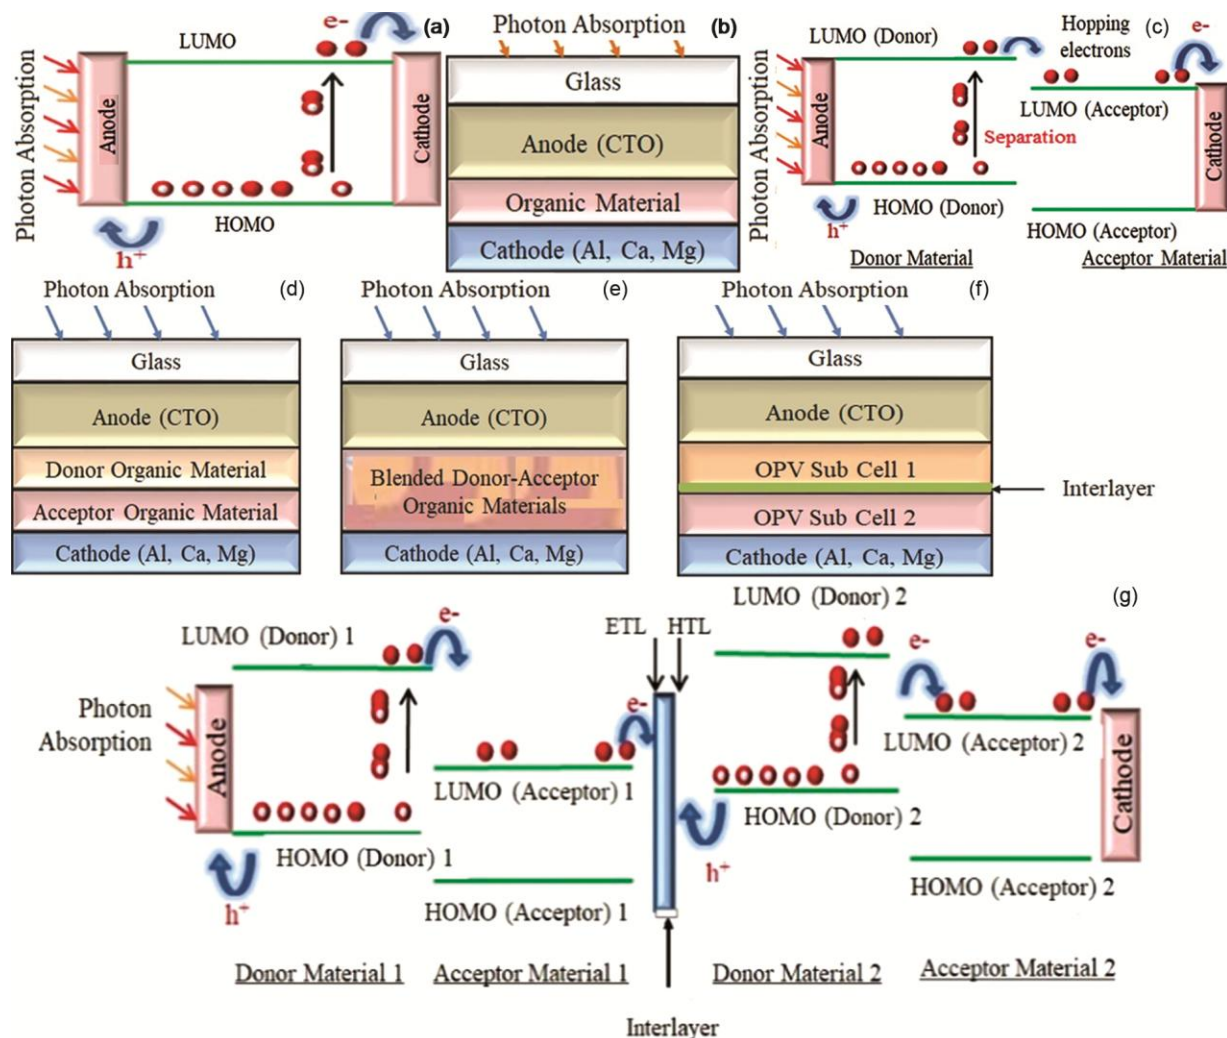 (a)
e-
LUMO
Photon Absorption
Anode
Cathode
HOMO
h+
Photon Absorption
(b)
Glass
Anode (CTO)
Organic Material
Cathode (Al, Ca, Mg)
(c)
LUMO (Donor)
Hopping
electrons
e-
Photon Absorption
Anode
LUMO (Acceptor)
Separation
Cathode
h+
HOMO (Donor)
HOMO (Acceptor)
Donor Material
Acceptor Material
Photon Absorption
(d)
Glass
Anode (CTO)
Donor Organic Material
Acceptor Organic Material
Cathode (Al, Ca, Mg)
Photon Absorption
(e)
Glass
Anode (CTO)
Blended Donor-Acceptor
Organic Materials
Cathode (Al, Ca, Mg)
Photon Absorption
(f)
Glass
Anode (CTO)
OPV Sub Cell 1
Interlayer
OPV Sub Cell 2
Cathode (Al, Ca, Mg)
(g)
LUMO (Donor) 1
e-
Photon
Absorption
Anode
HOMO (Donor) 1
h+
e-
LUMO (Acceptor) 1
HOMO (Acceptor) 1
ETL
HTL
LUMO (Donor) 2
HOMO (Donor) 2
h+
e-
e-
LUMO (Acceptor) 2
Cathode
HOMO (Acceptor) 2
Donor Material 1
Acceptor Material 1
Donor Material 2
Acceptor Material 2
Interlayer